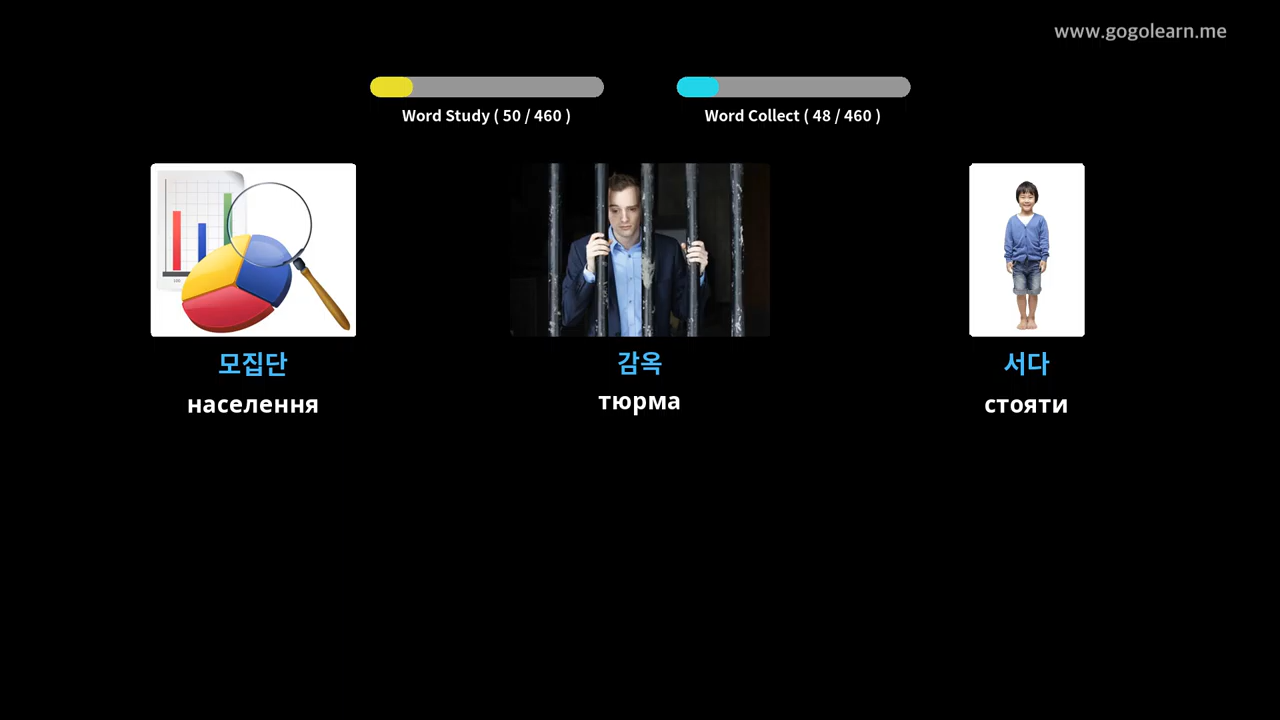 www.gogolearn.me
Word Study ( 50 / 460 )
Word Collect ( 48 / 460 )
모집단
населення
감옥
тюрма
서다
стояти